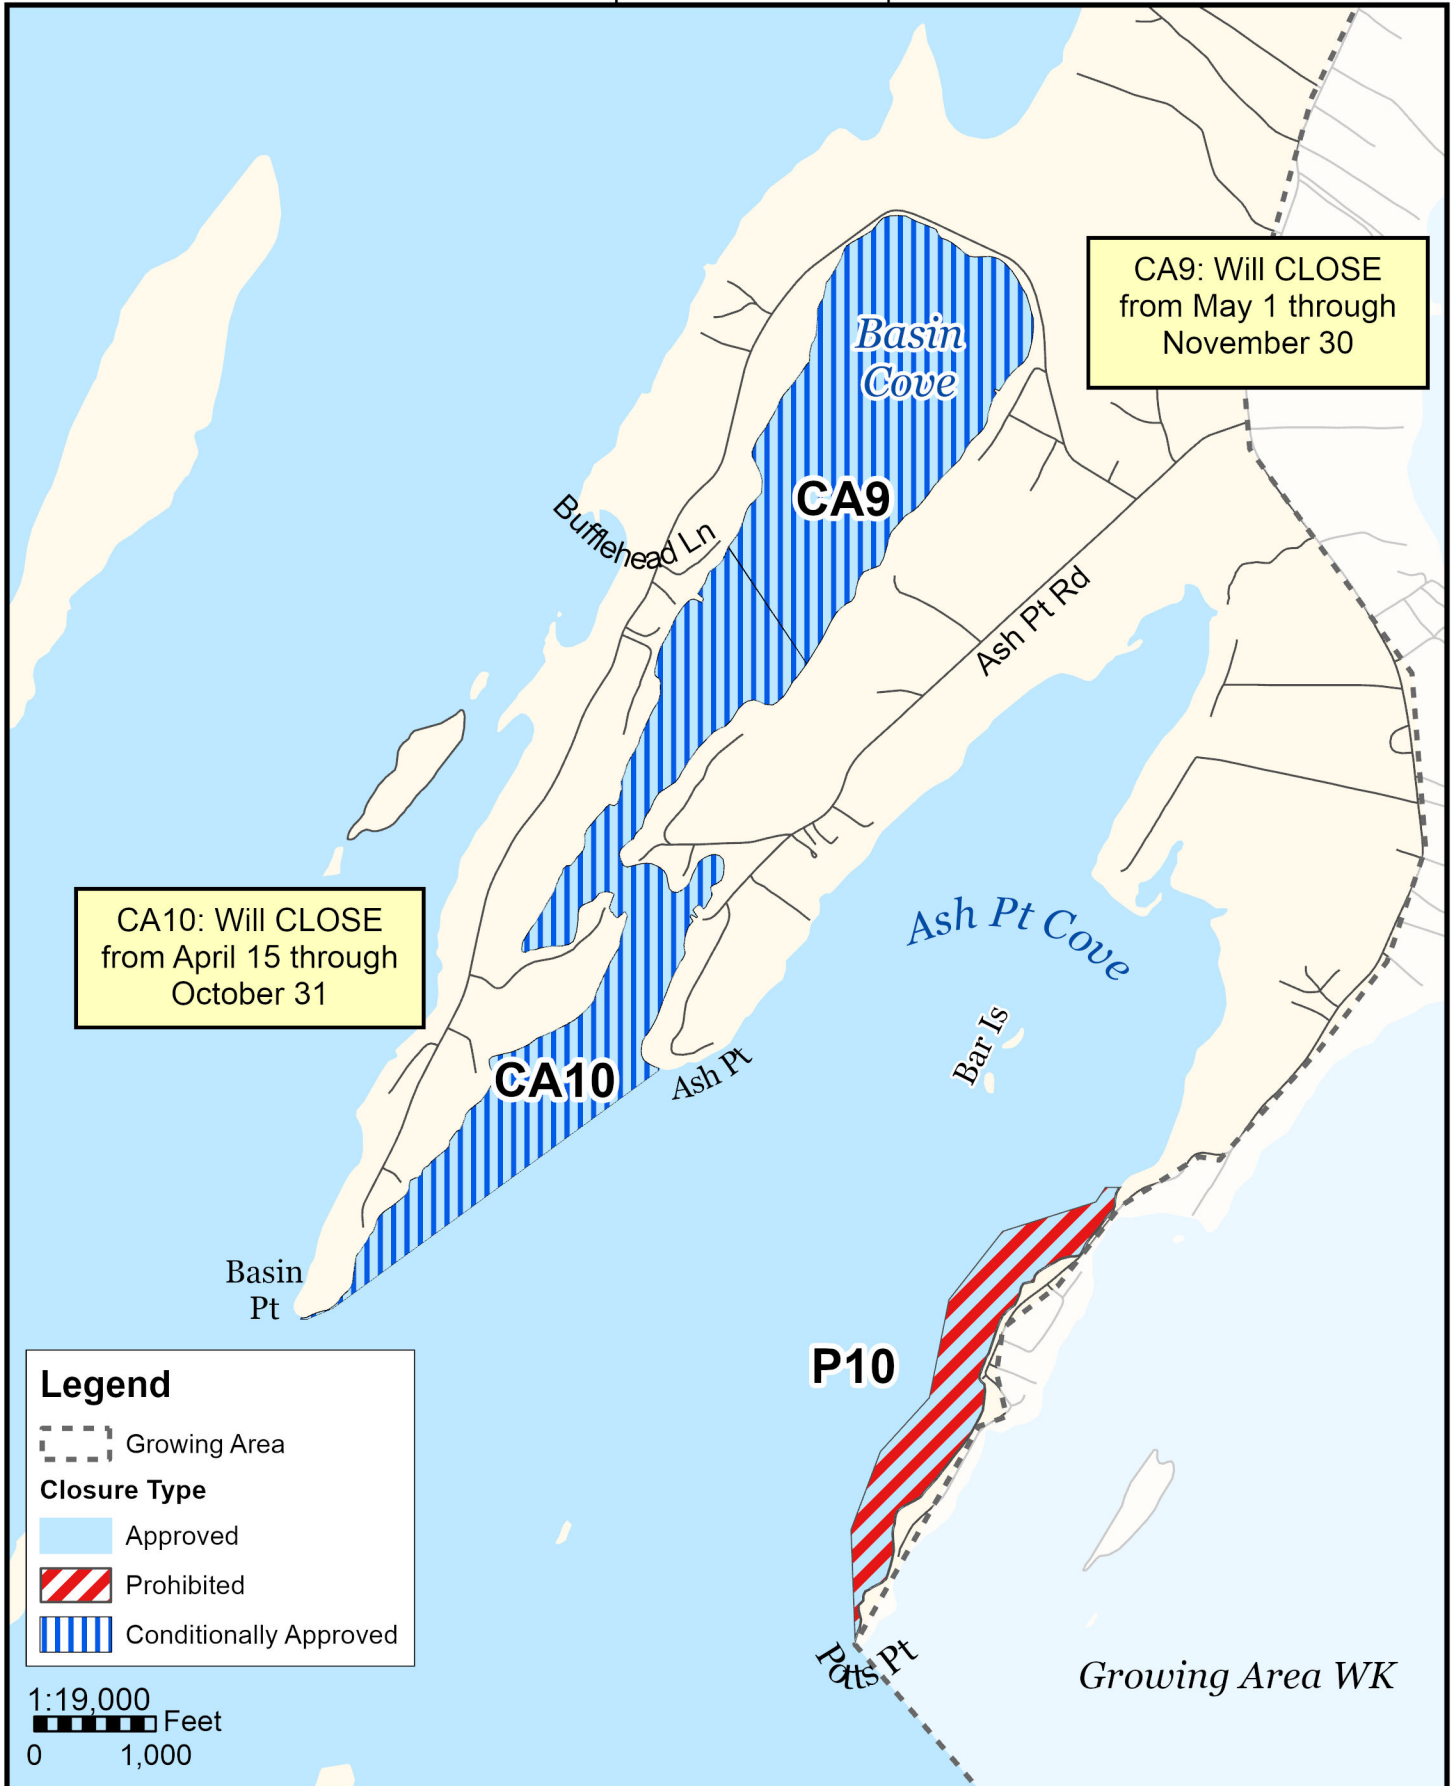 CA9: Will CLOSE
from May 1 through
November 30
Basin
Cove
CA9
Bufflehead Ln
Ash Pt Rd
CA10: Will CLOSE
from April 15 through
October 31
Ash Pt Cove
Bar Is
CA10
Ash Pt
Basin
Pt
P10
Potts Pt
Growing Area WK
Legend
Growing Area
Closure Type
Approved
Prohibited
Conditionally Approved
1:19,000
Feet
0 1,000